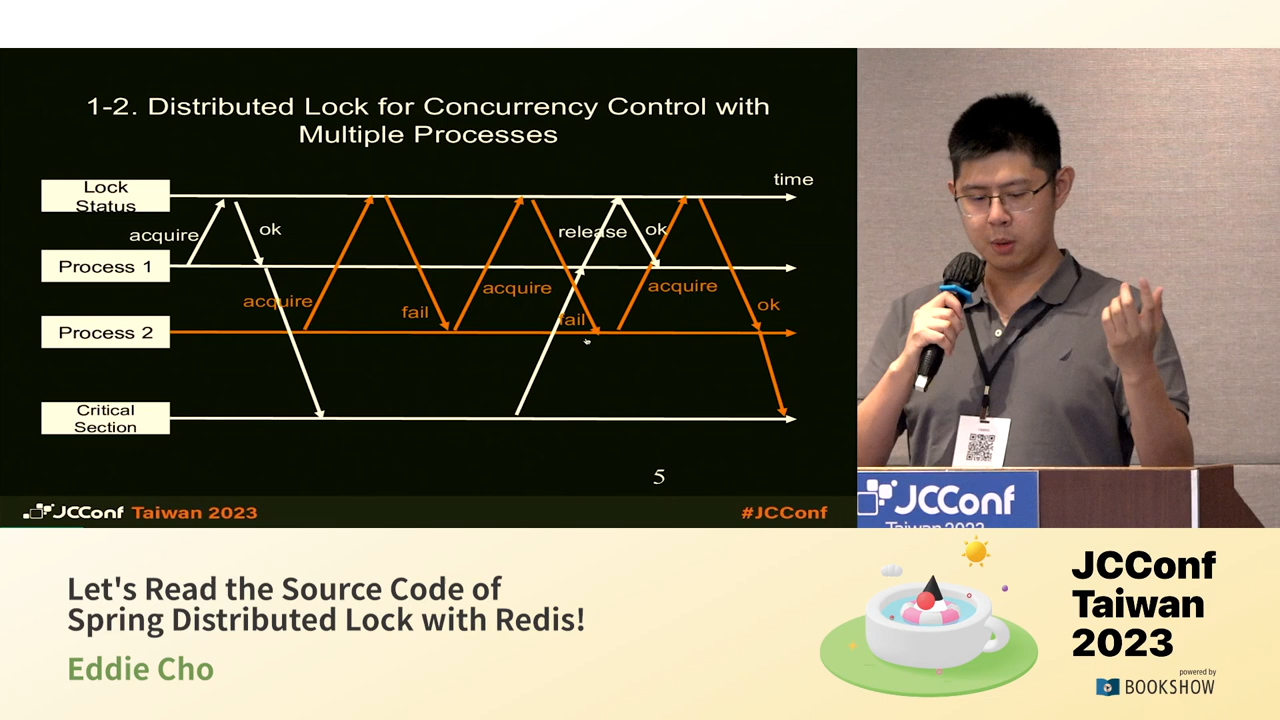 1-2. Distributed Lock for Concurrency Control with
Multiple Processes
time
Lock
Status
acquire
ok
release
ok
Process 1
acquire
fail
acquire
fail
acquire
ok
Process 2
Critical
Section
5
JCConf Taiwan 2023
#JCConf
JCConf
Taiwan 2023
Let's Read the Source Code of
Spring Distributed Lock with Redis!
Eddie Cho
JCConf
Taiwan
2023
powered by
BOOKSHOW